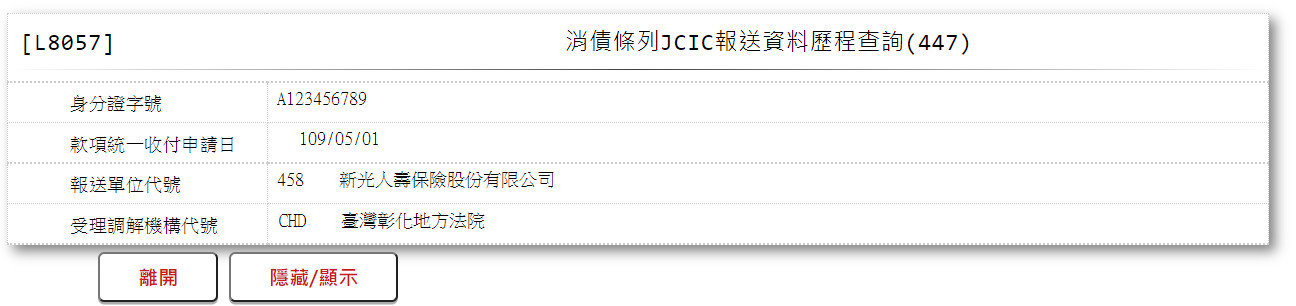 [L8057] 消債條列JCIC報送資料歷程查詢(447)
身分證字號 A123456789
款項統一收付申請日 109/05/01
報送單位代號 458 新光人壽保險股份有限公司
受理調解機構代號 CHD 臺灣彰化地方法院
離開 隱藏/顯示